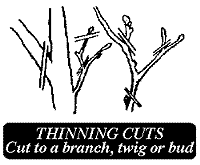 THINNING CUTS
Cut to a branch, twig or bud